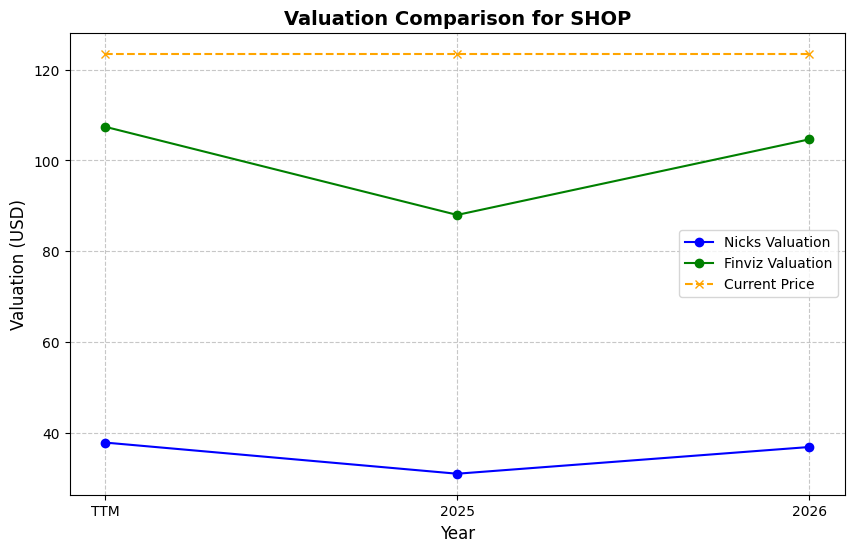 Valuation Comparison for SHOP
Valuation (USD)
120
100
80
60
40
Nicks Valuation
Finviz Valuation
Current Price
TTM
2025
2026
Year